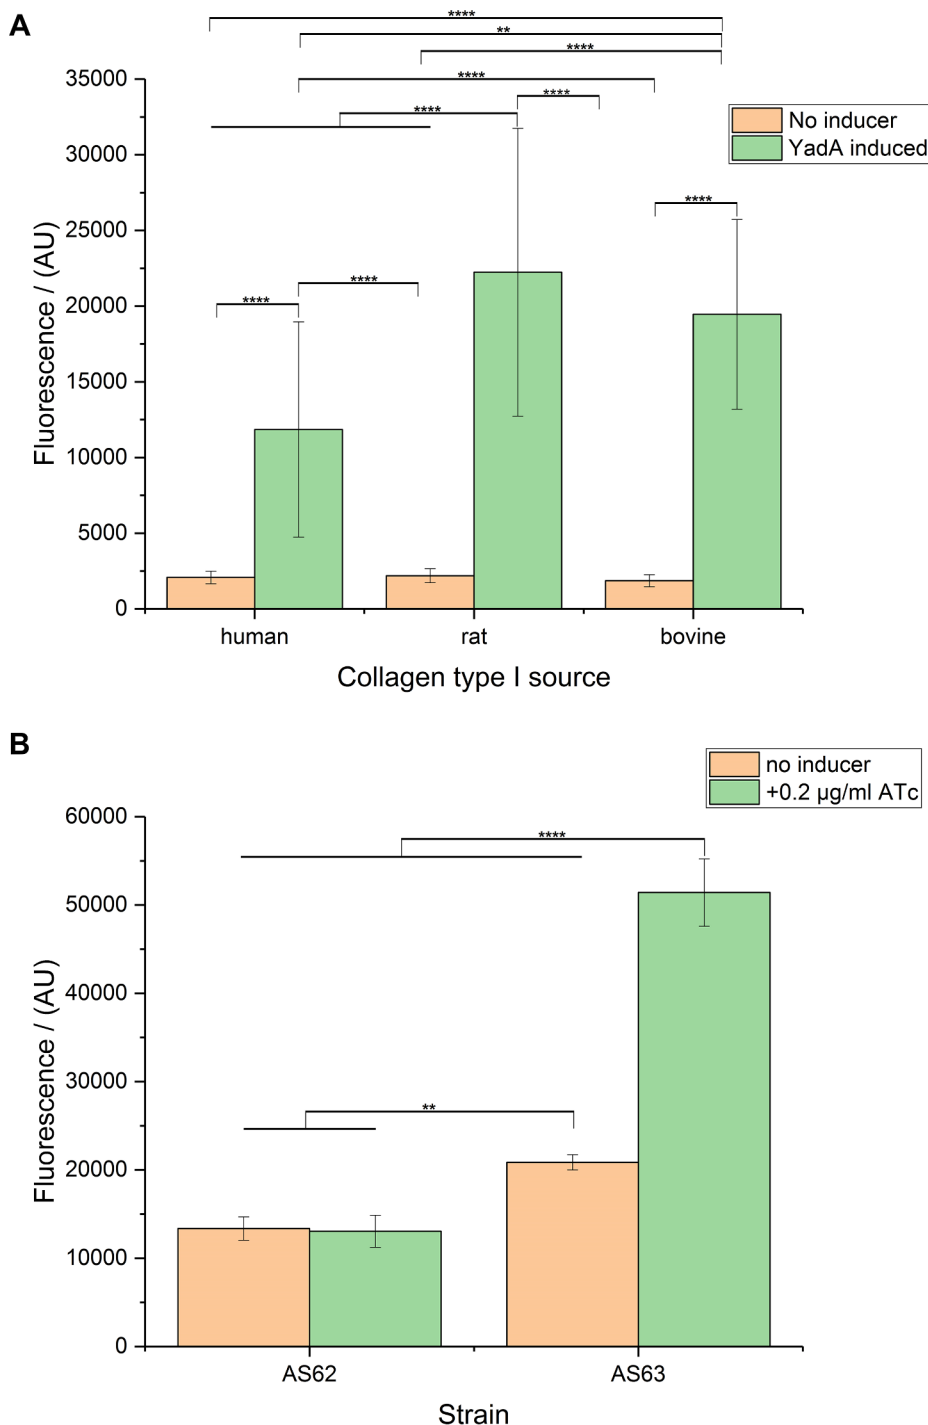 A
****
**
****
****
****
****
****
****
****
No inducer
YadA induced
35000
30000
25000
20000
15000
10000
5000
0
Fluorescence / (AU)
human rat bovine
Collagen type I source
B
no inducer
+0.2 µg/ml ATc
****
**
60000
50000
40000
30000
20000
10000
0
Fluorescence / (AU)
AS62 AS63
Strain